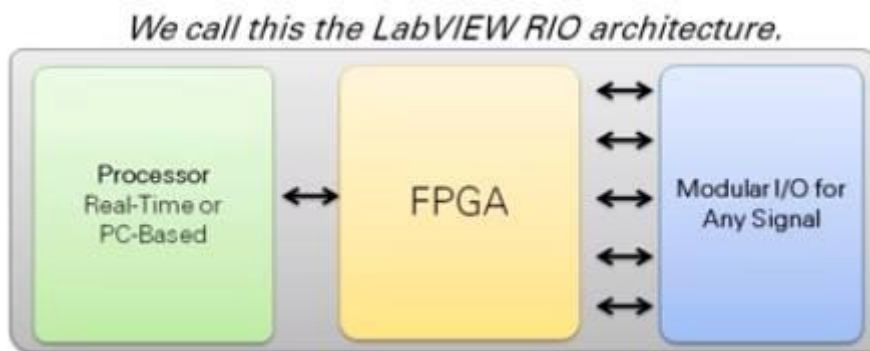 We call this the LabVIEW RIO architecture.
Processor
Real-Time or
PC-Based
FPGA
Modular I/O for
Any Signal